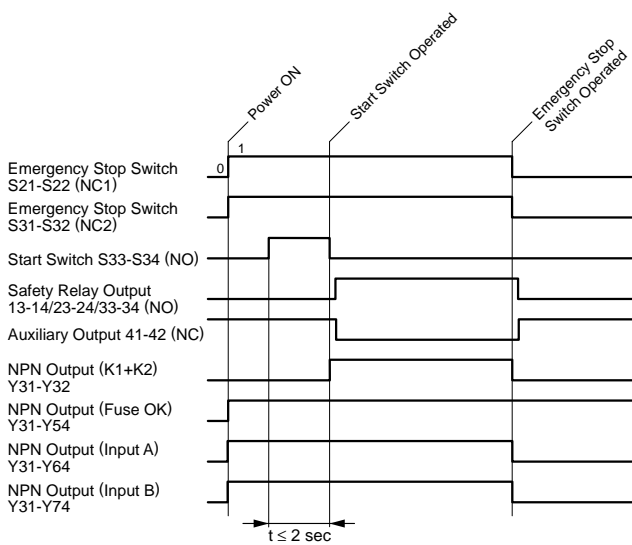 Power ON
Start Switch Operated
Emergency Stop
Switch Operated
1
0
Emergency Stop Switch
S21-S22 (NC1)
Emergency Stop Switch
S31-S32 (NC2)
Start Switch S33-S34 (NO)
Safety Relay Output
13-14/23-24/33-34 (NO)
Auxiliary Output 41-42 (NC)
NPN Output (K1+K2)
Y31-Y32
NPN Output (Fuse OK)
Y31-Y54
NPN Output (Input A)
Y31-Y64
NPN Output (Input B)
Y31-Y74
t ≤ 2 sec